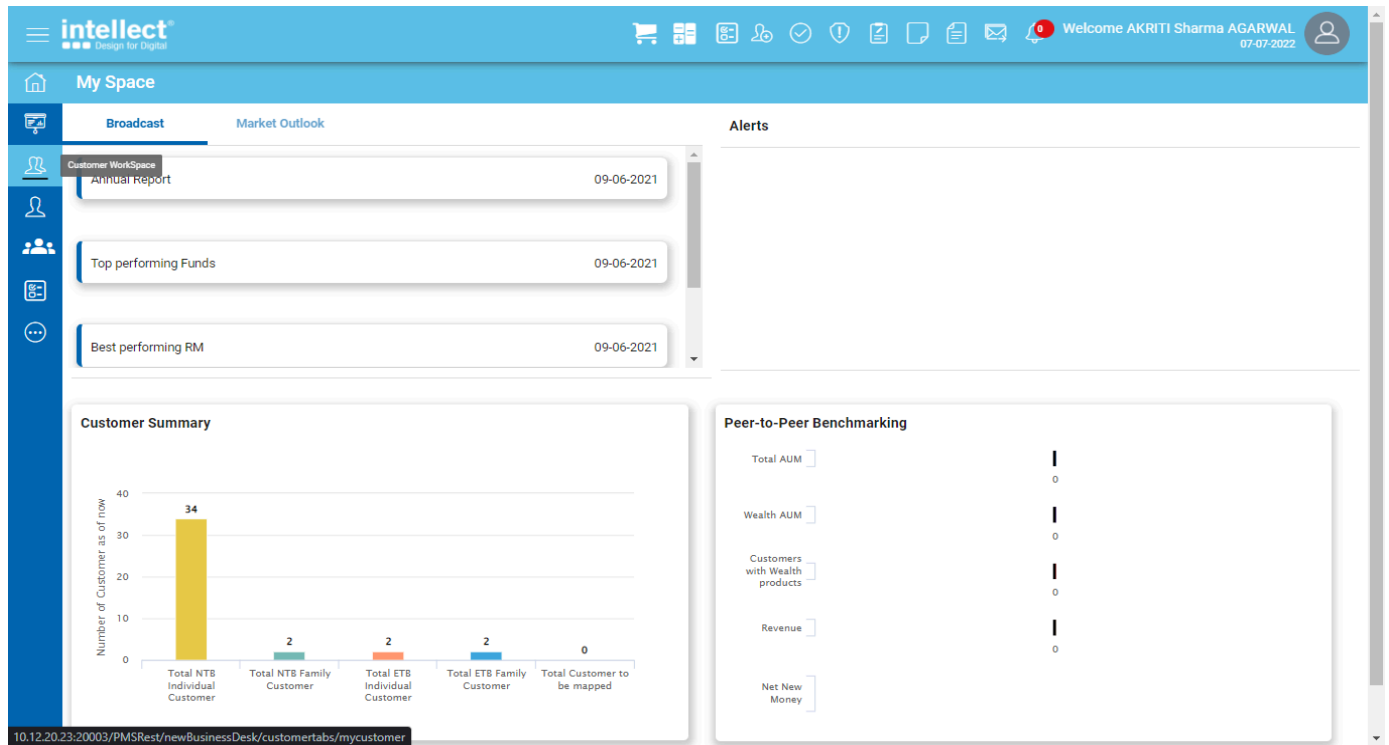 intellect®
Design for Digital
0
Welcome AKRITI Sharma AGARWAL
07-07-2022
My Space
Broadcast
Market Outlook
Alerts
Customer WorkSpace
Annual Report
09-06-2021
Top performing Funds
09-06-2021
Best performing RM
09-06-2021
Customer Summary
Number of Customer as of now
40
30
20
10
0
34
2
2
2
0
Total NTB
Individual
Customer
Total NTB Family
Customer
Total ETB
Individual
Customer
Total ETB Family
Customer
Total Customer to
be mapped
Peer-to-Peer Benchmarking
Total AUM
0
Wealth AUM
0
Customers
with Wealth
products
0
Revenue
0
Net New
Money
10.12.20.23:20003/PMSRest/newBusinessDesk/customertabs/mycustomer